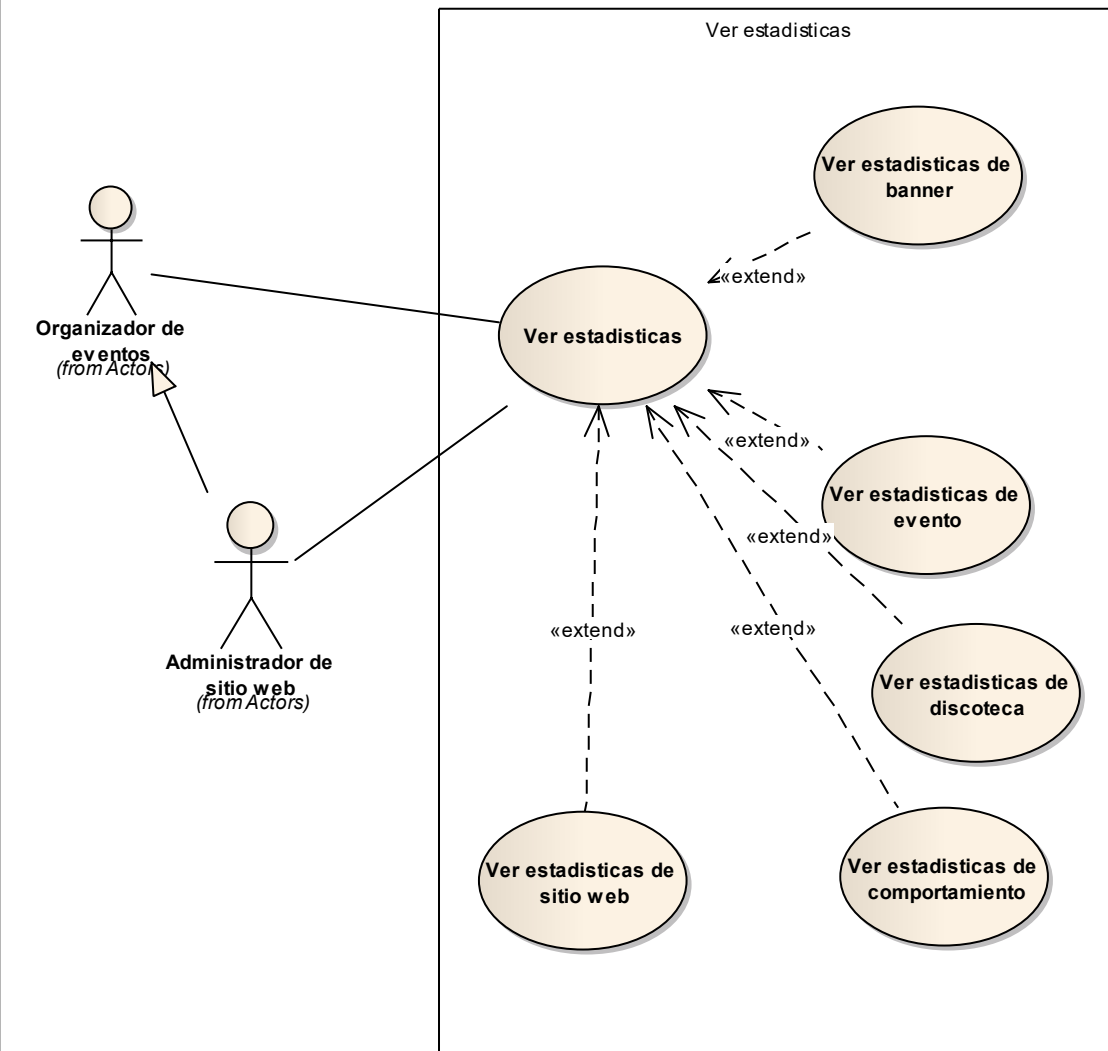 Ver estadisticas
Ver estadisticas de
banner
«extend»
Organizador de
eventos
(from Actors)
Ver estadisticas
«extend»
Ver estadisticas de
evento
«extend»
«extend»
«extend»
Administrador de
sitio web
(from Actors)
Ver estadisticas de
discoteca
Ver estadisticas de
sitio web
Ver estadisticas de
comportamiento